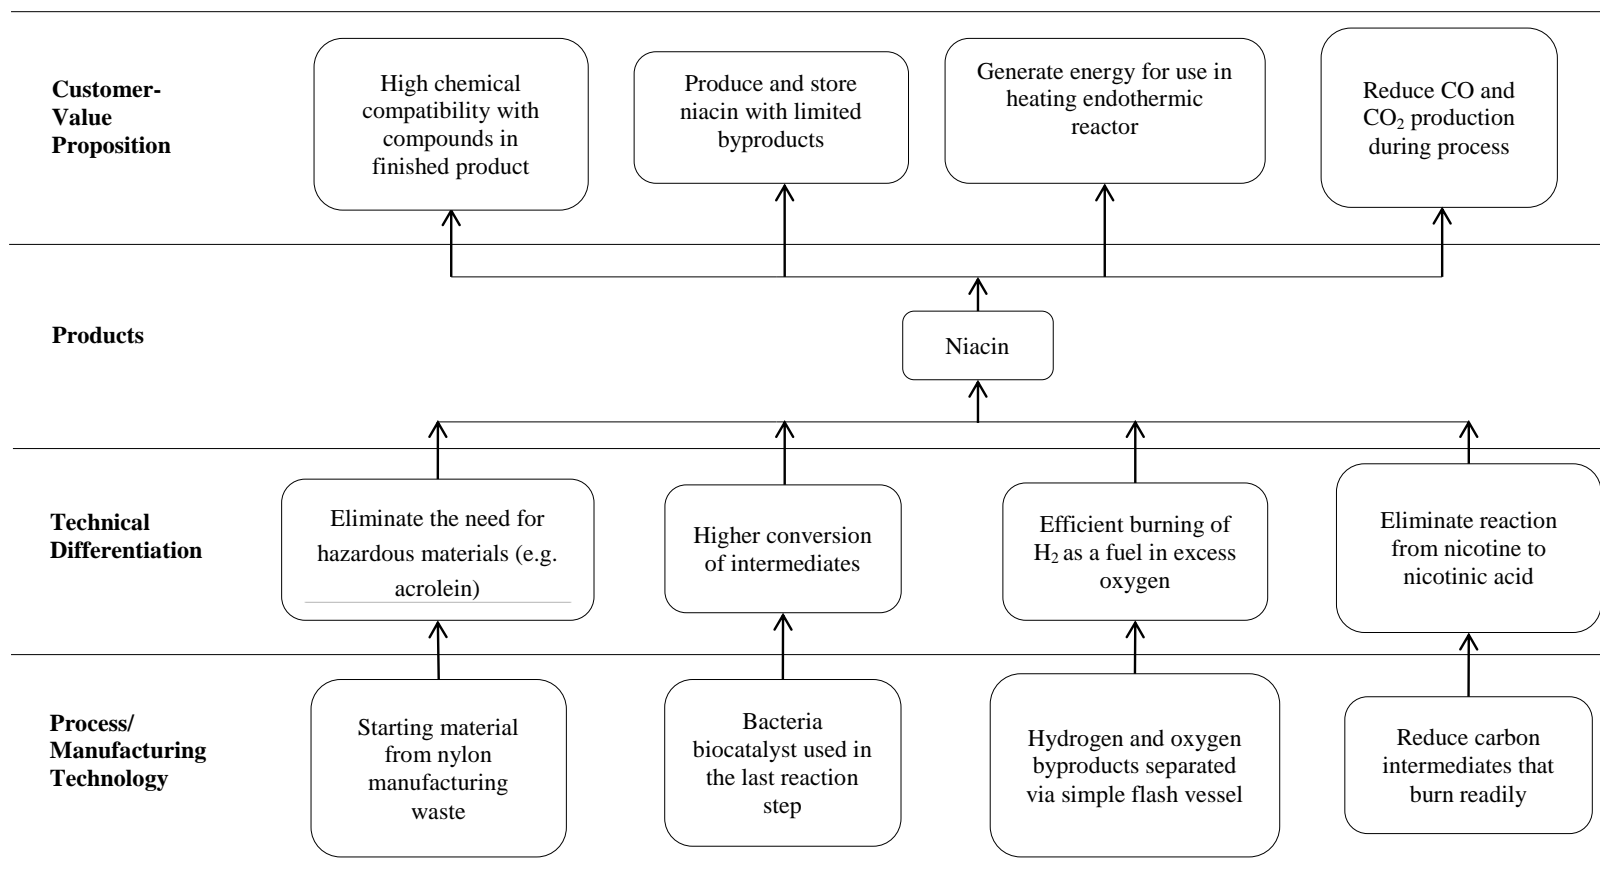 Customer-
Value
Proposition
High chemical
compatibility with
compounds in
finished product
Produce and store
niacin with limited
byproducts
Generate energy for use in
heating endothermic
reactor
Reduce CO and
CO₂ production
during process
Products
Niacin
Technical
Differentiation
Eliminate the need for
hazardous materials (e.g.
acrolein)
Higher conversion
of intermediates
Efficient burning of
H₂ as a fuel in excess
oxygen
Eliminate reaction
from nicotine to
nicotinic acid
Process/
Manufacturing
Technology
Starting material
from nylon
manufacturing
waste
Bacteria
biocatalyst used in
the last reaction
step
Hydrogen and oxygen
byproducts separated
via simple flash vessel
Reduce carbon
intermediates that
burn readily